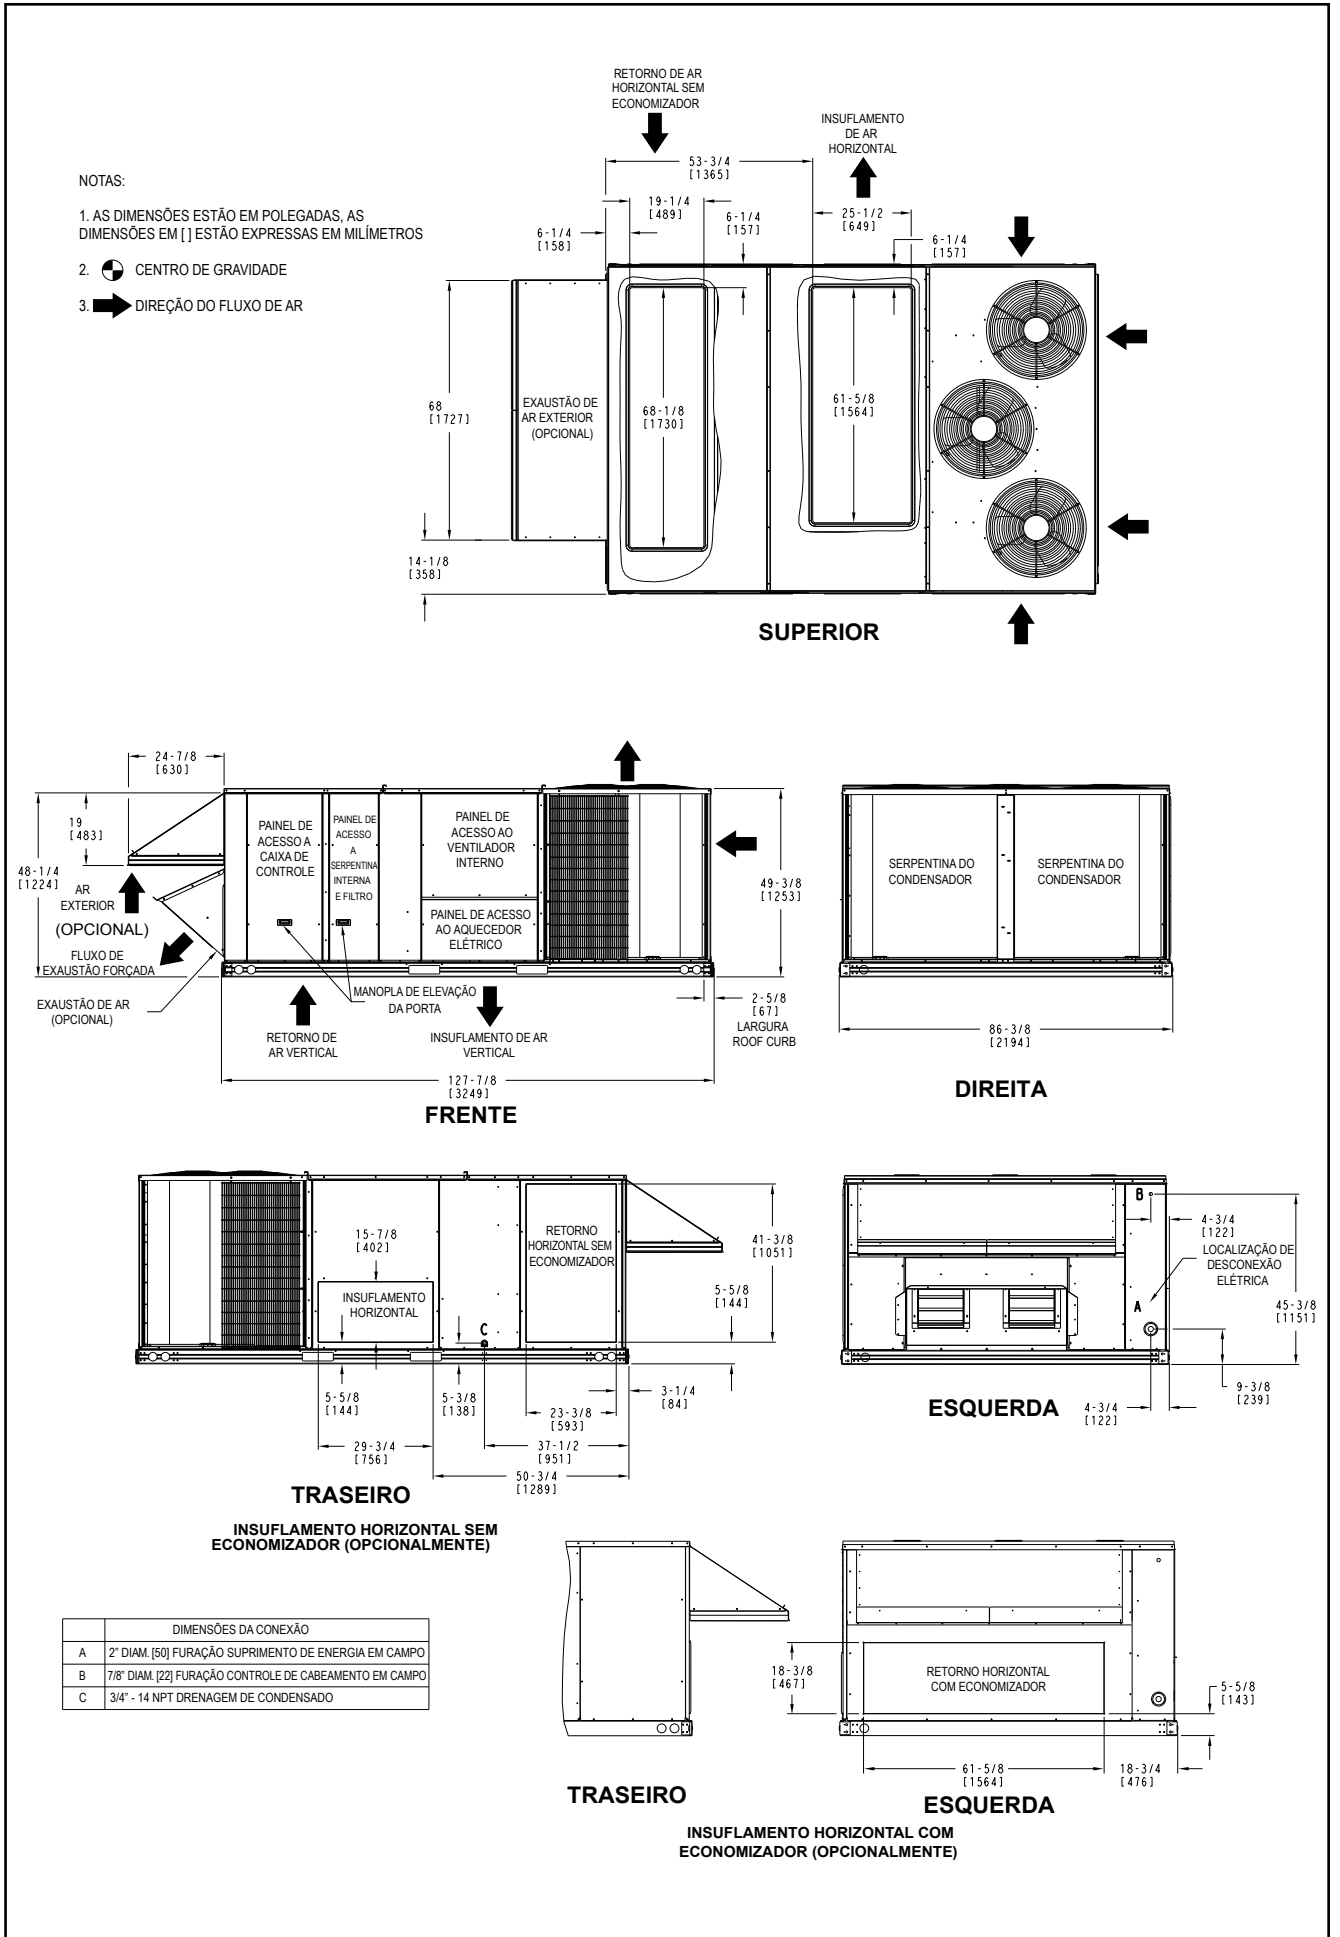 RETORNO DE AR
HORIZONTAL SEM
ECONOMIZADOR
INSUFLAMENTO
DE AR
HORIZONTAL
53-3/4
[1365]
19-1/4
[489]
6-1/4
[157]
25-1/2
[649]
6-1/4
[158]
6-1/4
[157]
NOTAS:
1. AS DIMENSÕES ESTÃO EM POLEGADAS, AS
DIMENSÕES EM [ ] ESTÃO EXPRESSAS EM MILÍMETROS
2. CENTRO DE GRAVIDADE
3. DIREÇÃO DO FLUXO DE AR
68
[1727]
EXAUSTÃO DE
AR EXTERIOR
(OPCIONAL)
68-1/8
[1730]
61-5/8
[1564]
14-1/8
[358]
SUPERIOR
24-7/8
[630]
19
[483]
48-1/4
[1224]
AR
EXTERIOR
(OPCIONAL)
FLUXO DE
EXAUSTÃO FORÇADA
EXAUSTÃO DE AR
(OPCIONAL)
PAINEL DE
ACESSO A
CAIXA DE
CONTROLE
PAINEL DE
ACESSO
A
SERPENTINA
INTERNA
E FILTRO
PAINEL DE
ACESSO AO
VENTILADOR
INTERNO
PAINEL DE ACESSO
AO AQUECEDOR
ELÉTRICO
49-3/8
[1253]
MANOPLA DE ELEVAÇÃO
DA PORTA
RETORNO DE
AR VERTICAL
INSUFLAMENTO DE AR
VERTICAL
2-5/8
[67]
LARGURA
ROOF CURB
127-7/8
[3249]
FRENTE
SERPENTINA DO
CONDENSADOR
SERPENTINA DO
CONDENSADOR
86-3/8
[2194]
DIREITA
15-7/8
[402]
INSUFLAMENTO
HORIZONTAL
C
RETORNO
HORIZONTAL SEM
ECONOMIZADOR
41-3/8
[1051]
5-5/8
[144]
5-5/8
[144]
5-3/8
[138]
3-1/4
[84]
23-3/8
[593]
29-3/4
[756]
37-1/2
[951]
50-3/4
[1289]
TRASEIRO
INSUFLAMENTO HORIZONTAL SEM
ECONOMIZADOR (OPCIONALMENTE)
B
4-3/4
[122]
LOCALIZAÇÃO DE
DESCONEXÃO
ELÉTRICA
A
45-3/8
[1151]
9-3/8
[239]
4-3/4
[122]
ESQUERDA
DIMENSÕES DA CONEXÃO
A 2" DIAM. [50] FURAÇÃO SUPRIMENTO DE ENERGIA EM CAMPO
B 7/8" DIAM. [22] FURAÇÃO CONTROLE DE CABEAMENTO EM CAMPO
C 3/4" - 14 NPT DRENAGEM DE CONDENSADO
TRASEIRO
18-3/8
[467]
RETORNO HORIZONTAL
COM ECONOMIZADOR
5-5/8
[143]
61-5/8
[1564]
18-3/4
[476]
ESQUERDA
INSUFLAMENTO HORIZONTAL COM
ECONOMIZADOR (OPCIONALMENTE)